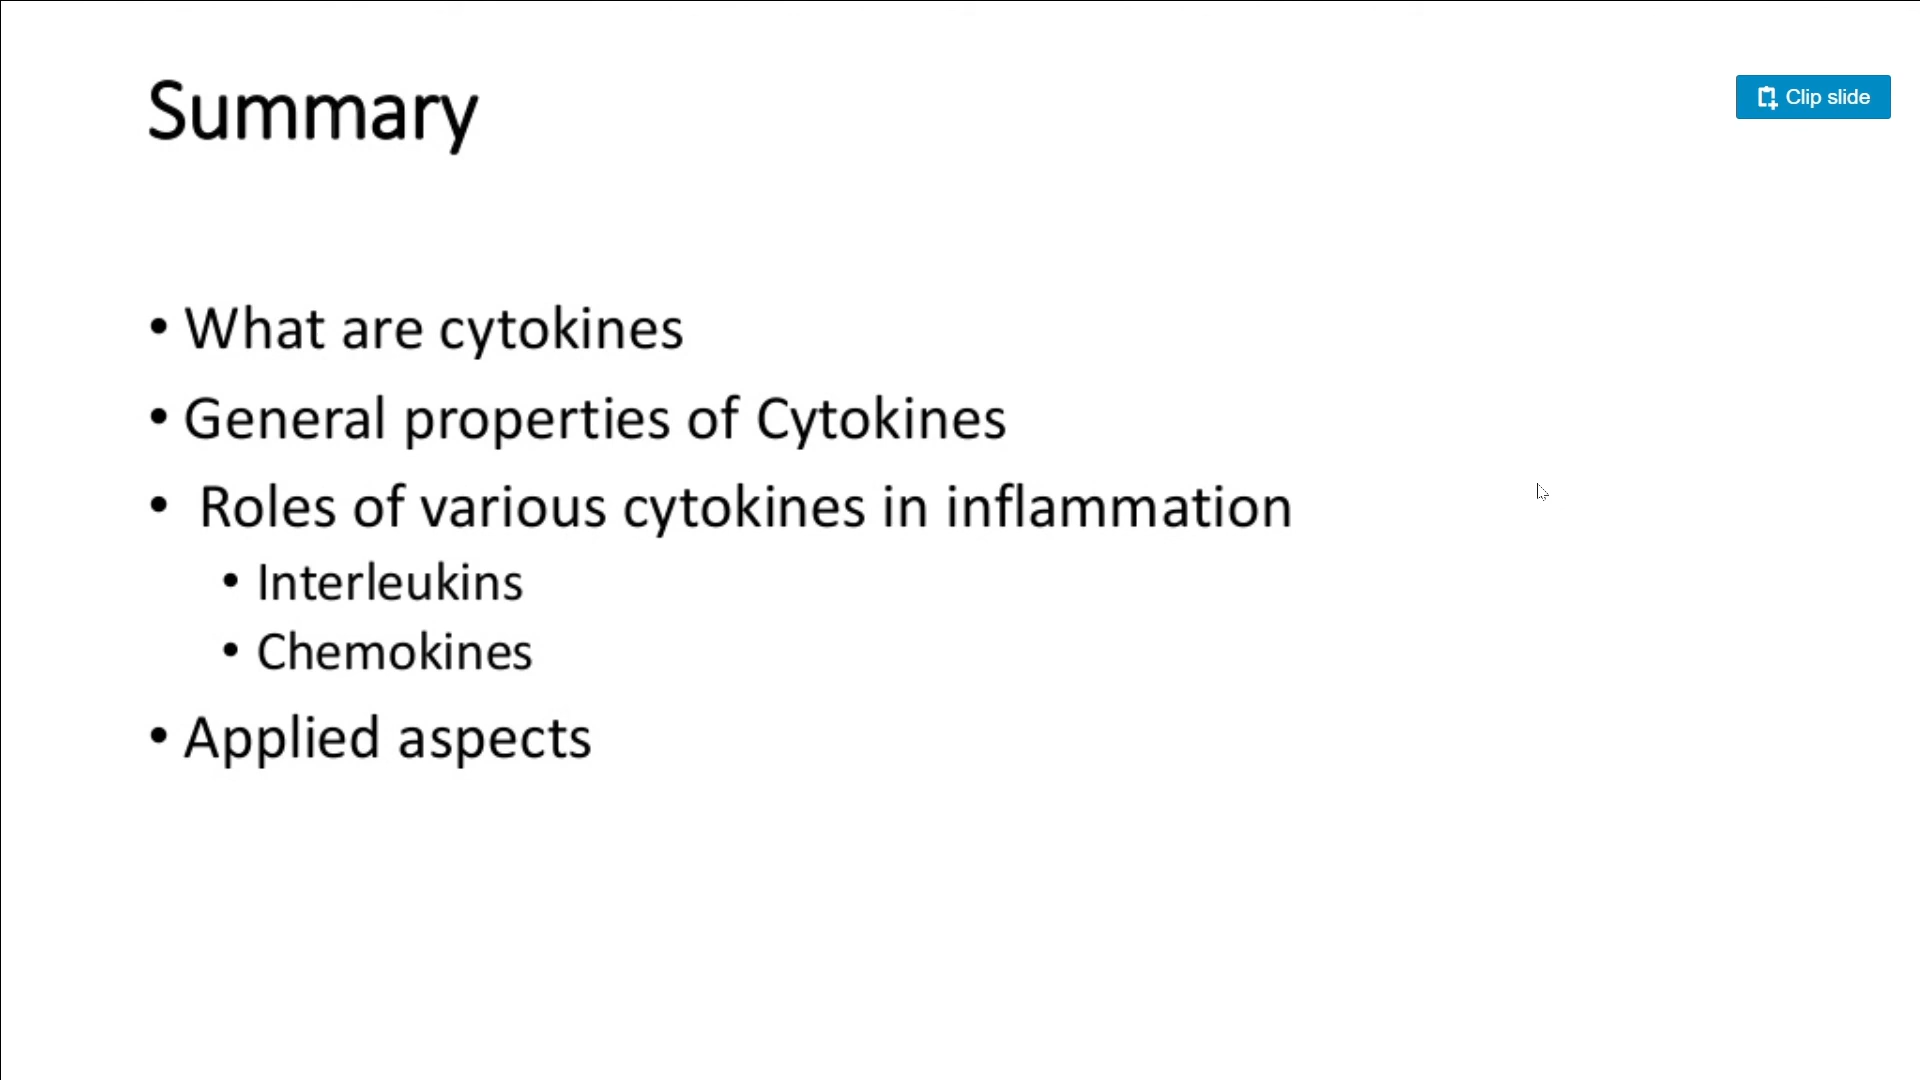 Summary
Clip slide
• What are cytokines
• General properties of Cytokines
• Roles of various cytokines in inflammation
• Interleukins
• Chemokines
• Applied aspects